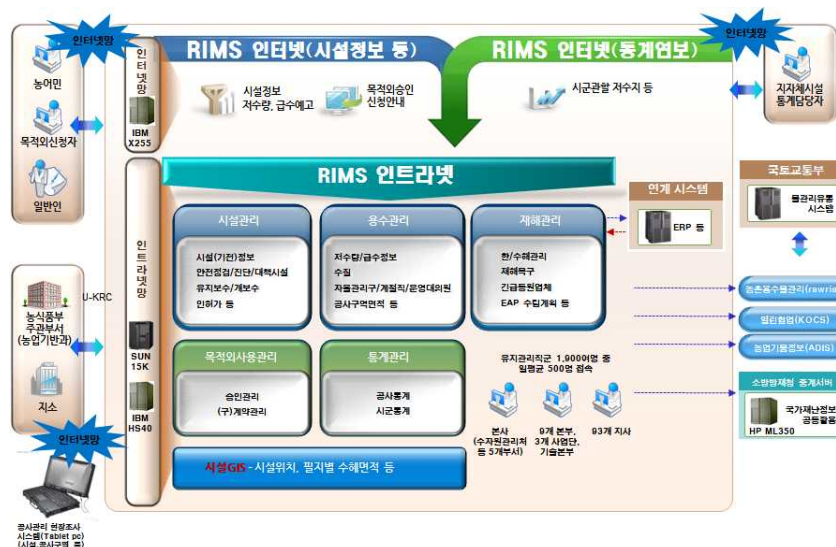 인터넷망
농어민
목적외신청자
일반인
인터넷망
IBM
X255
RIMS 인터넷(시설정보 등)
RIMS 인터넷(통계연보)
시설정보
저수량, 급수예고
목적외승인
신청안내
시군관할 저수지 등
인터넷망
지자체시설
통계담당자
RIMS 인트라넷
인트라넷망
SUN
15K
IBM
HS40
시설관리
시설(기전)정보
안전점검/진단/대책시설
유지보수/개보수
인허가 등
용수관리
저수량/급수정보
수질
자율관리구/계절직/운영대의원
공사구역면적 등
재해관리
한/수해관리
재해복구
긴급동원업체
EAP 수립계획 등
연계 시스템
ERP 등
국토교통부
물관리유통
시스템
U-KRC
농식품부
주관부서
(농업기반과)
지소
목적외사용관리
승인관리
(구)계약관리
통계관리
공사통계
시군통계
유지관리직군 1,900여명 중
일평균 500명 접속
본사
(수자원관리처
등 5개부서)
9개 본부,
3개 사업단,
기술본부
93개 지사
농촌용수물관리(rawris)
열린협업(KOCS)
농업가뭄정보(ADIS)
소방방재청 중계서버
국가재난정보
공동활용
HP ML350
시설GIS - 시설위치, 필지별 수혜면적 등
인터넷망
공사관리 현장조사
시스템(Tablet pc)
(시설,공사구역 등)